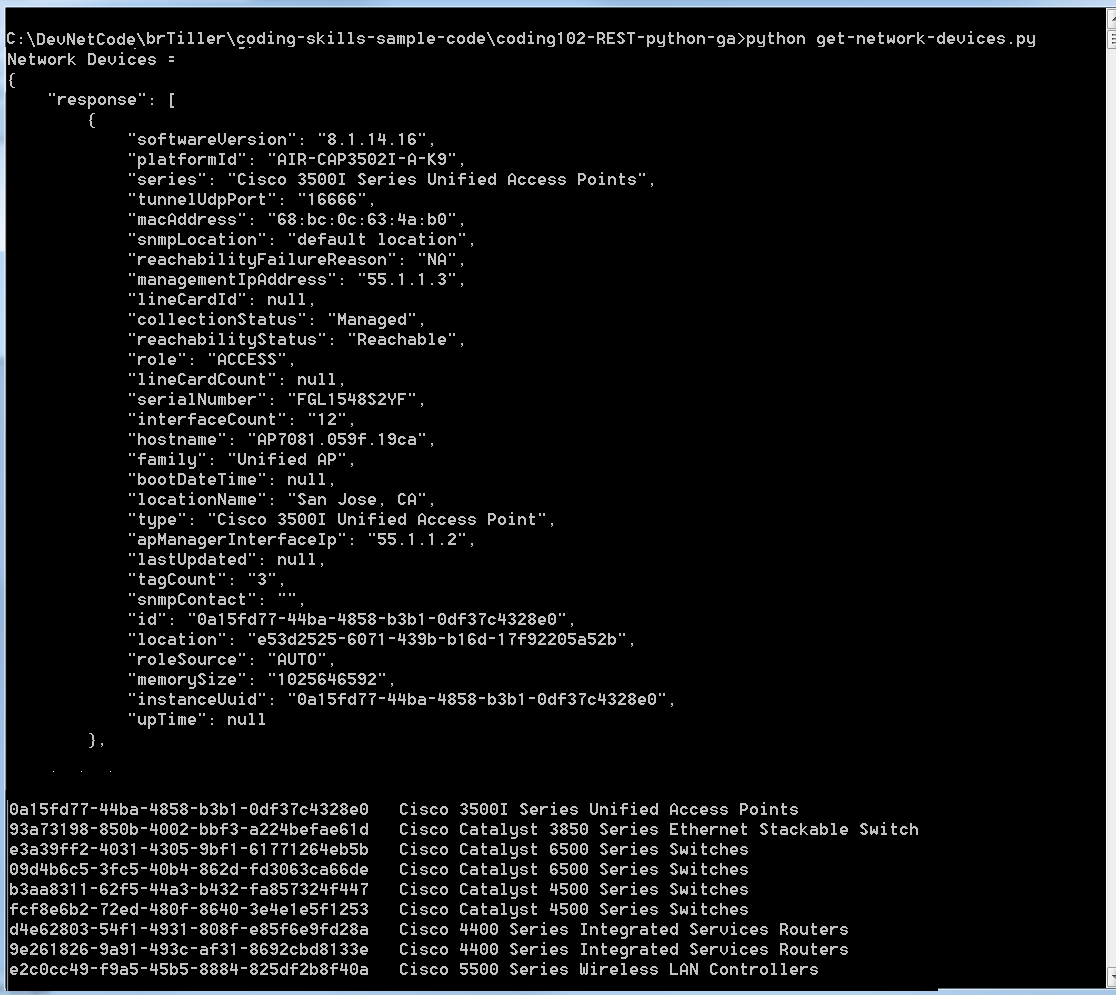 C:\DevNetCode\brTiller\coding-skills-sample-code\coding102-REST-python-ga>python get-network-devices.py
Network Devices =
{
    "response": [
        {
            "softwareVersion": "8.1.14.16",
            "platformId": "AIR-CAP3502I-A-K9",
            "series": "Cisco 3500I Series Unified Access Points",
            "tunnelUdpPort": "16666",
            "macAddress": "68:bc:0c:63:4a:b0",
            "snmpLocation": "default location",
            "reachabilityFailureReason": "NA",
            "managementIpAddress": "55.1.1.3",
            "lineCardId": null,
            "collectionStatus": "Managed",
            "reachabilityStatus": "Reachable",
            "role": "ACCESS",
            "lineCardCount": null,
            "serialNumber": "FGL1548S2YF",
            "interfaceCount": "12",
            "hostname": "AP7081.059f.19ca",
            "family": "Unified AP",
            "bootDateTime": null,
            "locationName": "San Jose, CA",
            "type": "Cisco 3500I Unified Access Point",
            "apManagerInterfaceIp": "55.1.1.2",
            "lastUpdated": null,
            "tagCount": "3",
            "snmpContact": "",
            "id": "0a15fd77-44ba-4858-b3b1-0df37c4328e0",
            "location": "e53d2525-6071-439b-b16d-17f92205a52b",
            "roleSource": "AUTO",
            "memorySize": "1025646592",
            "instanceUuid": "0a15fd77-44ba-4858-b3b1-0df37c4328e0",
            "upTime": null
        },
. . .
0a15fd77-44ba-4858-b3b1-0df37c4328e0   Cisco 3500I Series Unified Access Points
93a73198-850b-4002-bbf3-a224befae61d   Cisco Catalyst 3850 Series Ethernet Stackable Switch
e3a39ff2-4031-4305-9bf1-61771264eb5b   Cisco Catalyst 6500 Series Switches
09d4b6c5-3fc5-40b4-862d-fd3063ca66de   Cisco Catalyst 6500 Series Switches
b3aa8311-62f5-44a3-b432-fa857324f447   Cisco Catalyst 4500 Series Switches
fcf8e6b2-72ed-480f-8640-3e4e1e5f1253   Cisco Catalyst 4500 Series Switches
d4e62803-54f1-4931-808f-e85f6e9fd28a   Cisco 4400 Series Integrated Services Routers
9e261826-9a91-493c-af31-8692cbd8133e   Cisco 4400 Series Integrated Services Routers
e2c0cc49-f9a5-45b5-8884-825df2b8f40a   Cisco 5500 Series Wireless LAN Controllers